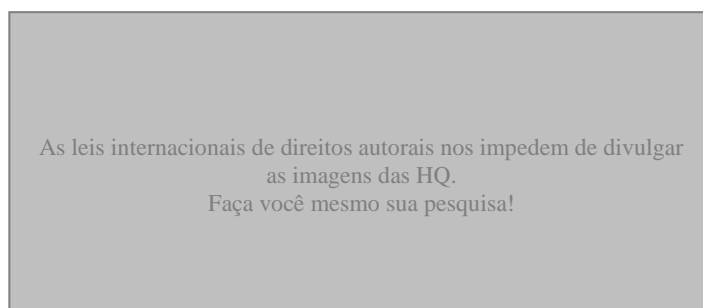 As leis internacionais de direitos autorais nos impedem de divulgar
as imagens das HQ.
Faça você mesmo sua pesquisa!